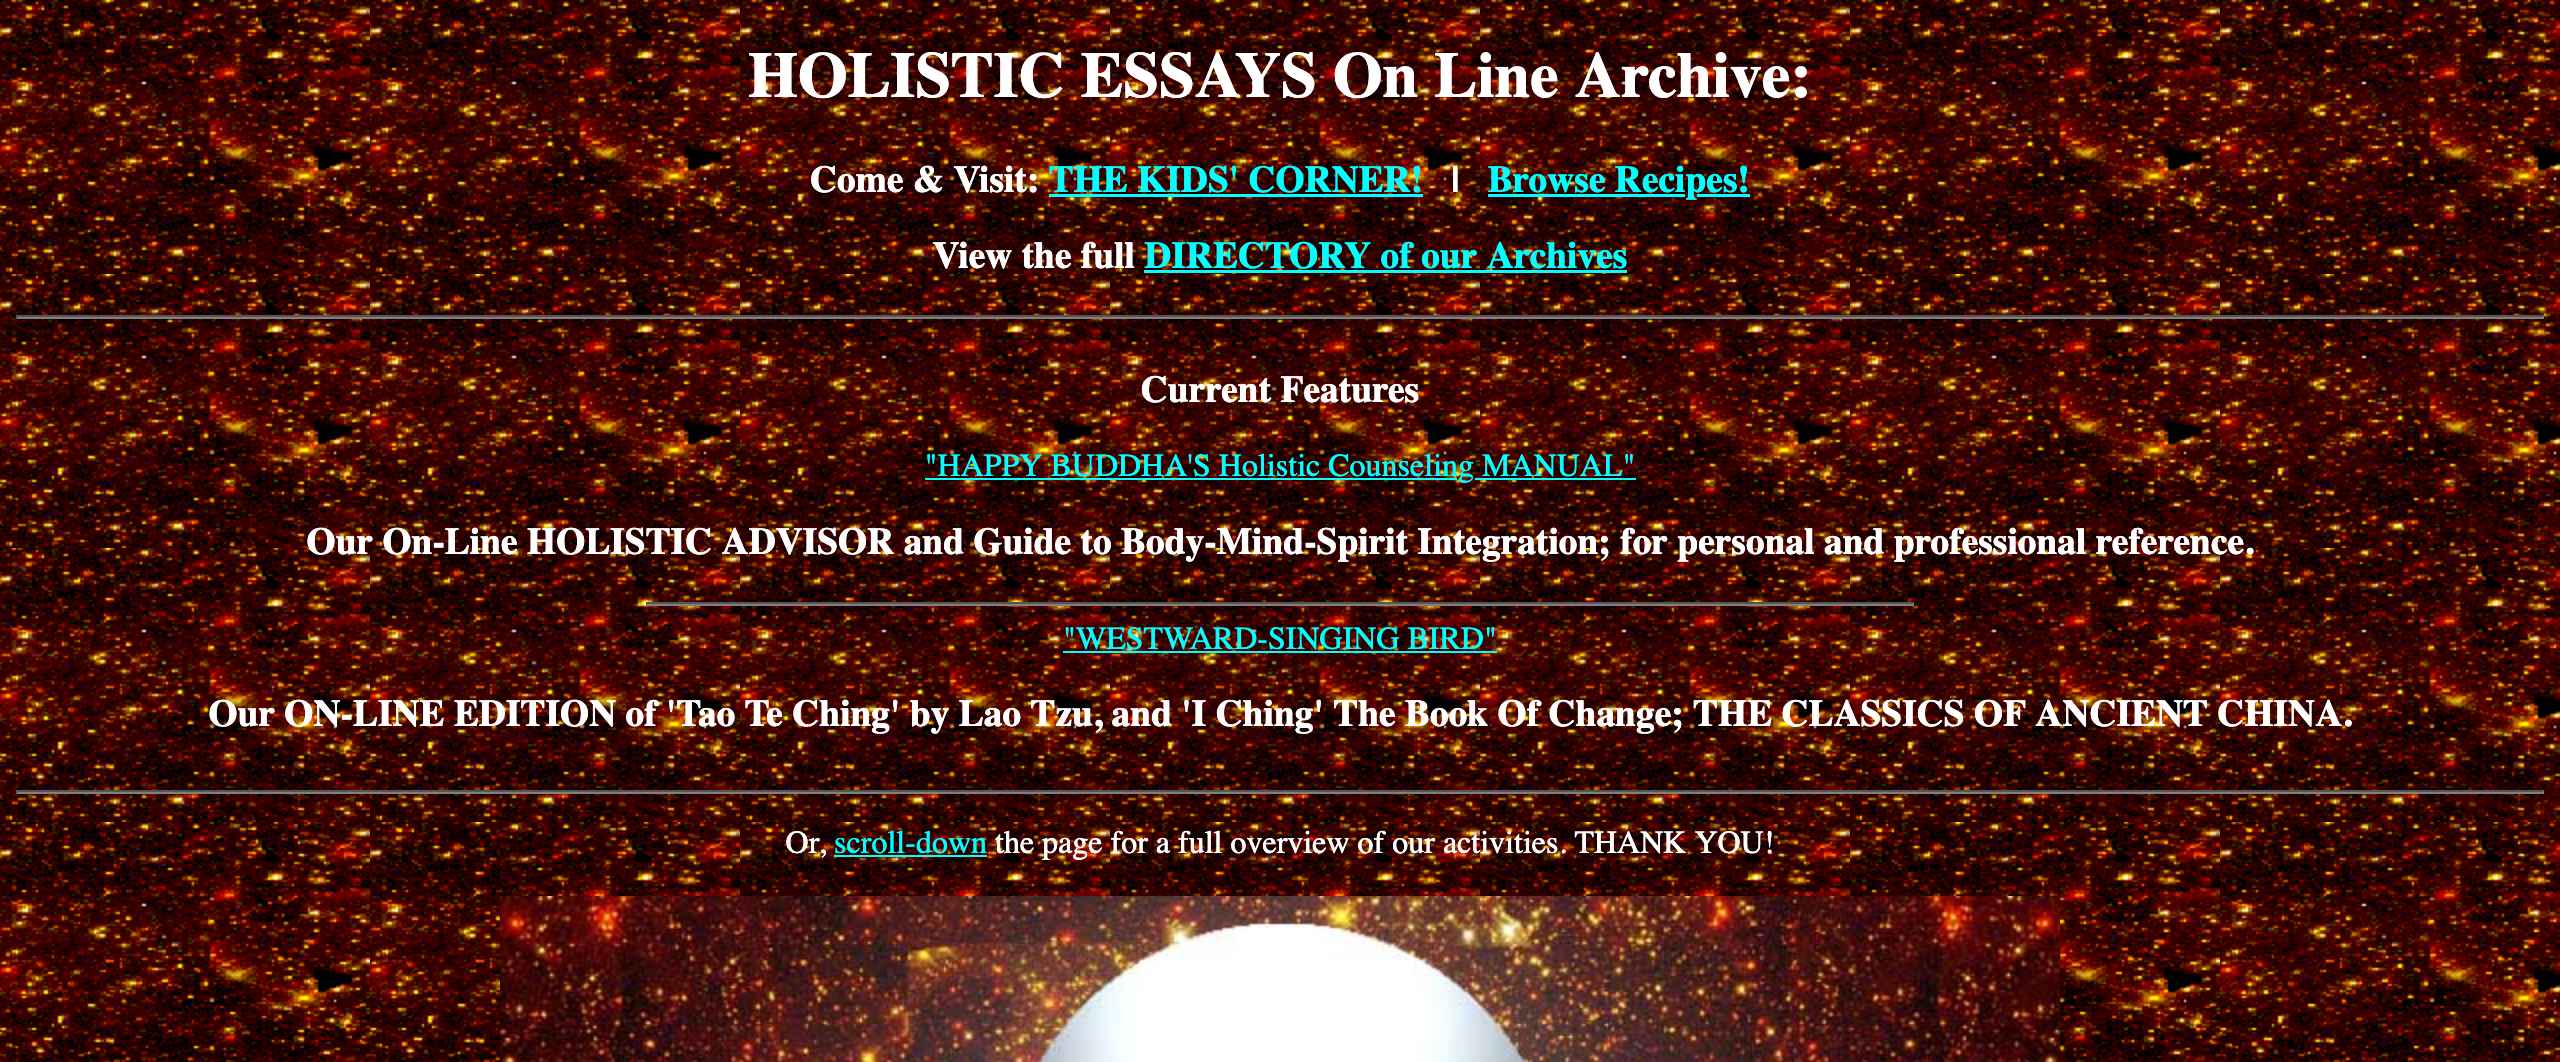 HOLISTIC ESSAYS On Line Archive:
Come & Visit: THE KIDS' CORNER! | Browse Recipes!
View the full DIRECTORY of our Archives
Current Features
"HAPPY BUDDHA'S Holistic Counseling MANUAL"
Our On-Line HOLISTIC ADVISOR and Guide to Body-Mind-Spirit Integration; for personal and professional reference.
"WESTWARD-SINGING BIRD"
Our ON-LINE EDITION of 'Tao Te Ching' by Lao Tzu, and 'I Ching' The Book Of Change; THE CLASSICS OF ANCIENT CHINA.
Or, scroll-down the page for a full overview of our activities. THANK YOU!